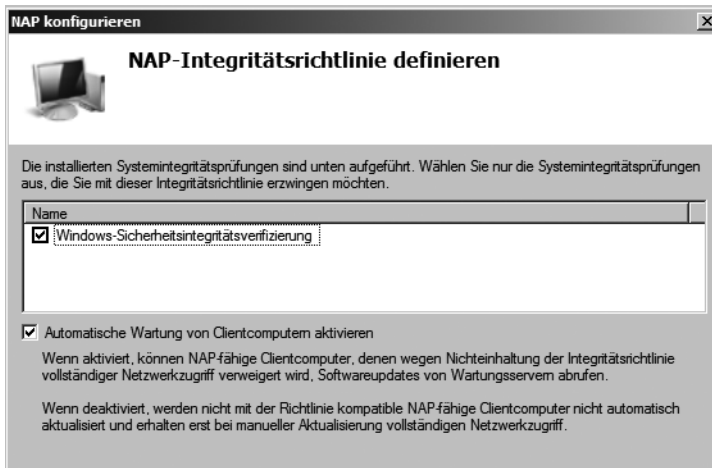 NAP konfigurieren
NAP-Integritätsrichtlinie definieren
Die installierten Systemintegritätsprüfungen sind unten aufgeführt. Wählen Sie nur die Systemintegritätsprüfungen
aus, die Sie mit dieser Integritätsrichtlinie erzwingen möchten.
Name
Windows-Sicherheitsintegritätsverifizierung
Automatische Wartung von Clientcomputern aktivieren
Wenn aktiviert, können NAP-fähige Clientcomputer, denen wegen Nichteinhaltung der Integritätsrichtlinie
vollständiger Netzwerkzugriff verweigert wird, Softwareupdates von Wartungsservern abrufen.
Wenn deaktiviert, werden nicht mit der Richtlinie kompatible NAP-fähige Clientcomputer nicht automatisch
aktualisiert und erhalten erst bei manueller Aktualisierung vollständigen Netzwerkzugriff.